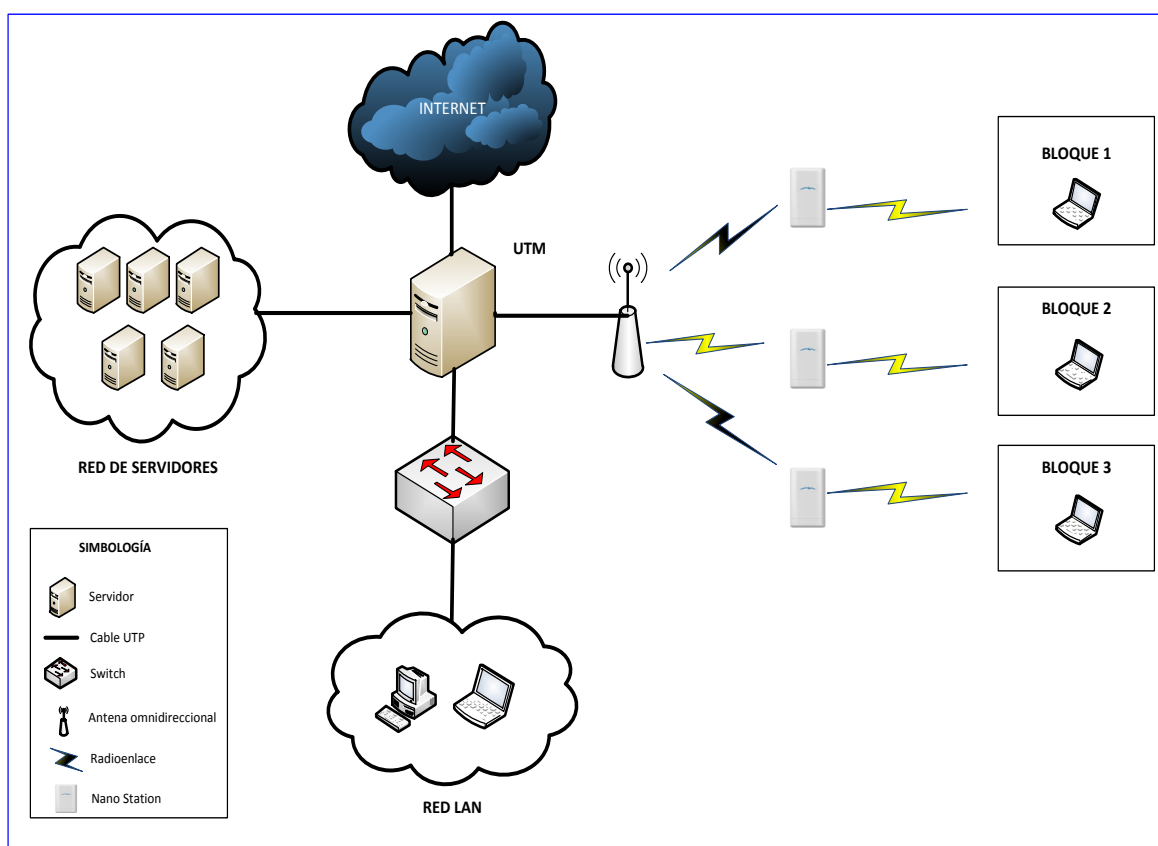 INTERNET
UTM
BLOQUE 1
BLOQUE 2
BLOQUE 3
RED DE SERVIDORES
SIMBOLOGÍA
Servidor
Cable UTP
Switch
Antena omnidireccional
Radioenlace
Nano Station
RED LAN